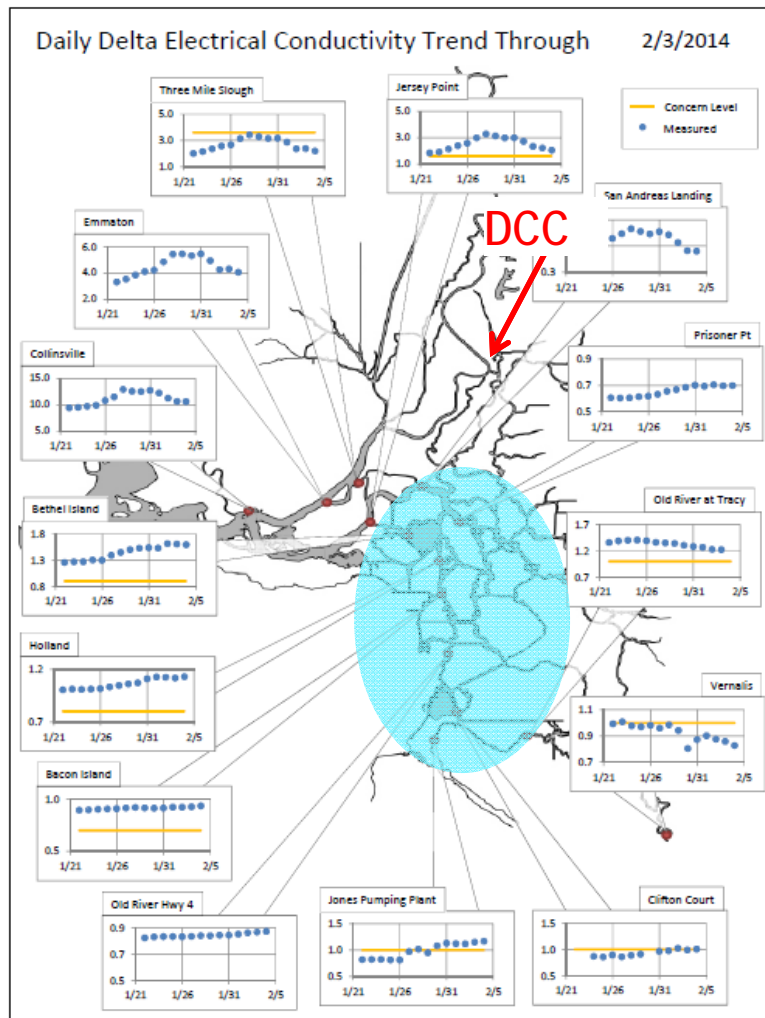 Daily Delta Electrical Conductivity Trend Through 2/3/2014
Three Mile Slough
5.0
3.0
1.0
1/21 1/26 1/31 2/5
Jersey Point
5.0
3.0
1.0
1/21 1/26 1/31 2/5
Concern Level
Measured
DCC
San Andreas Landing
0.3
1/21 1/26 1/31 2/5
Emmaton
6.0
4.0
2.0
1/21 1/26 1/31 2/5
Prisoner Pt
0.9
0.7
0.5
1/21 1/26 1/31 2/5
Collinsville
15.0
10.0
5.0
1/21 1/26 1/31 2/5
Bethel Island
1.8
1.3
0.8
1/21 1/26 1/31 2/5
Old River at Tracy
1.7
1.2
0.7
1/21 1/26 1/31 2/5
Holland
1.2
0.7
1/21 1/26 1/31 2/5
Vernalis
1.1
0.9
0.7
1/21 1/26 1/31 2/5
Bacon Island
1.0
0.5
1/21 1/26 1/31 2/5
Old River Hwy 4
0.9
0.7
0.5
1/21 1/26 1/31 2/5
Jones Pumping Plant
1.5
1.0
0.5
1/21 1/26 1/31 2/5
Clifton Court
1.5
1.0
0.5
1/21 1/26 1/31 2/5